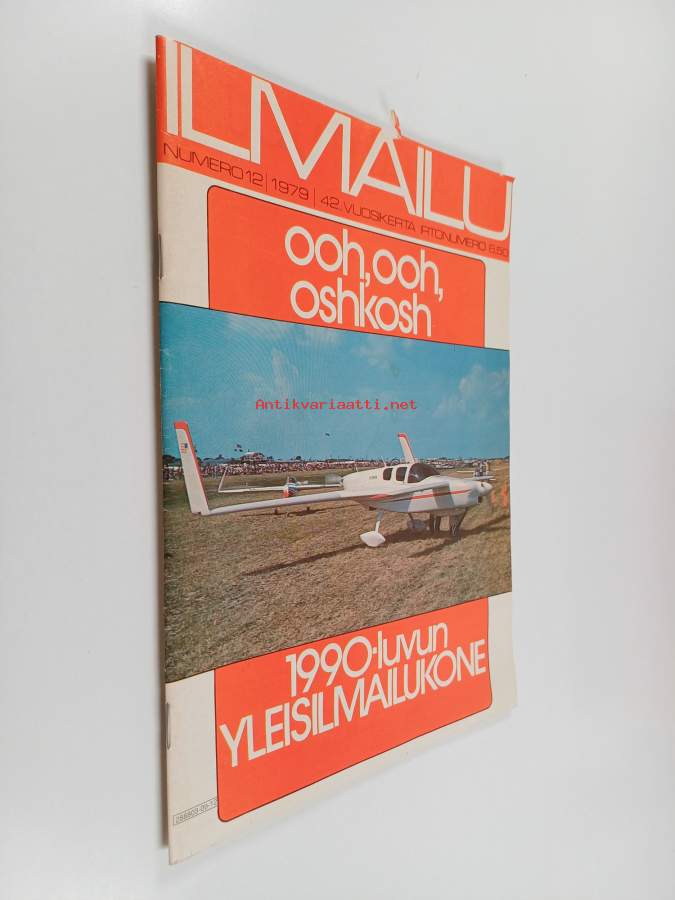 ILMAILU
NUMERO 12 | 1979 | 42. VUOSIKERTA IRTONUMERO 6,50
ooh, ooh,
oshkosh
Antikvariaatti.net
1990-luvun
YLEISILMAILUKONE